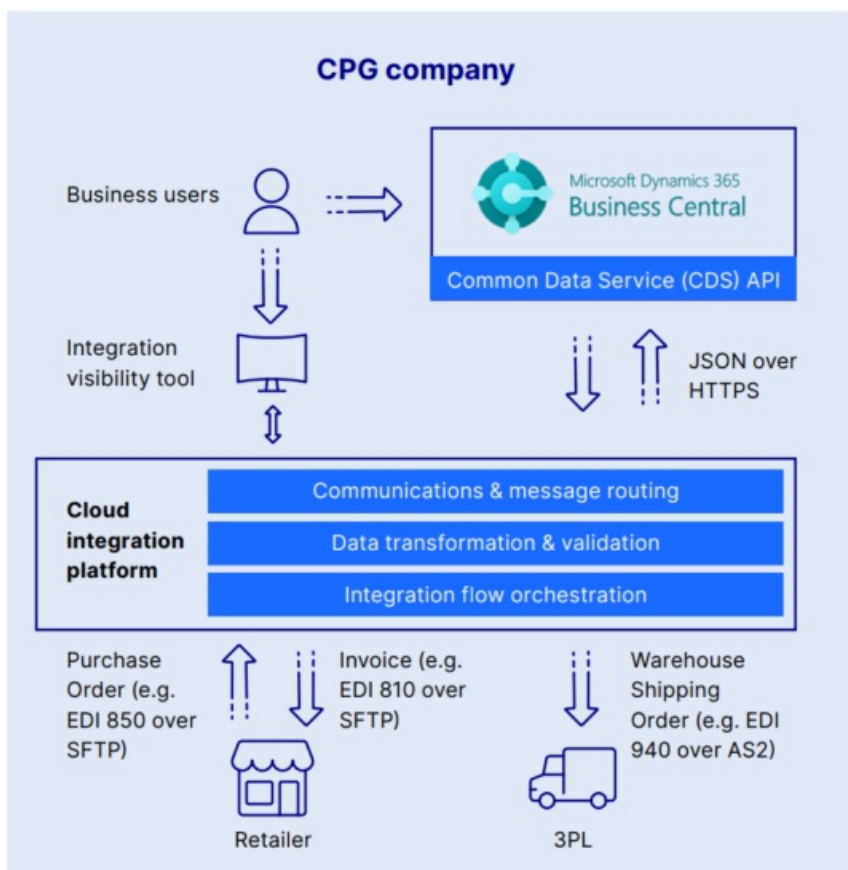 CPG company
Business users
Microsoft Dynamics 365
Business Central
Common Data Service (CDS) API
Integration
visibility tool
JSON over
HTTPS
Cloud
integration
platform
Communications & message routing
Data transformation & validation
Integration flow orchestration
Purchase
Order (e.g.
EDI 850 over
SFTP)
Invoice (e.g.
EDI 810 over
SFTP)
Warehouse
Shipping
Order (e.g. EDI
940 over AS2)
Retailer
3PL